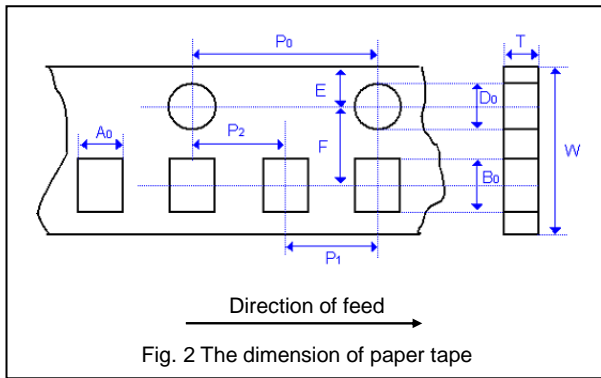 P0
T
E
D0
A0
P2
F
W
B0
P1
Direction of feed
Fig. 2 The dimension of paper tape